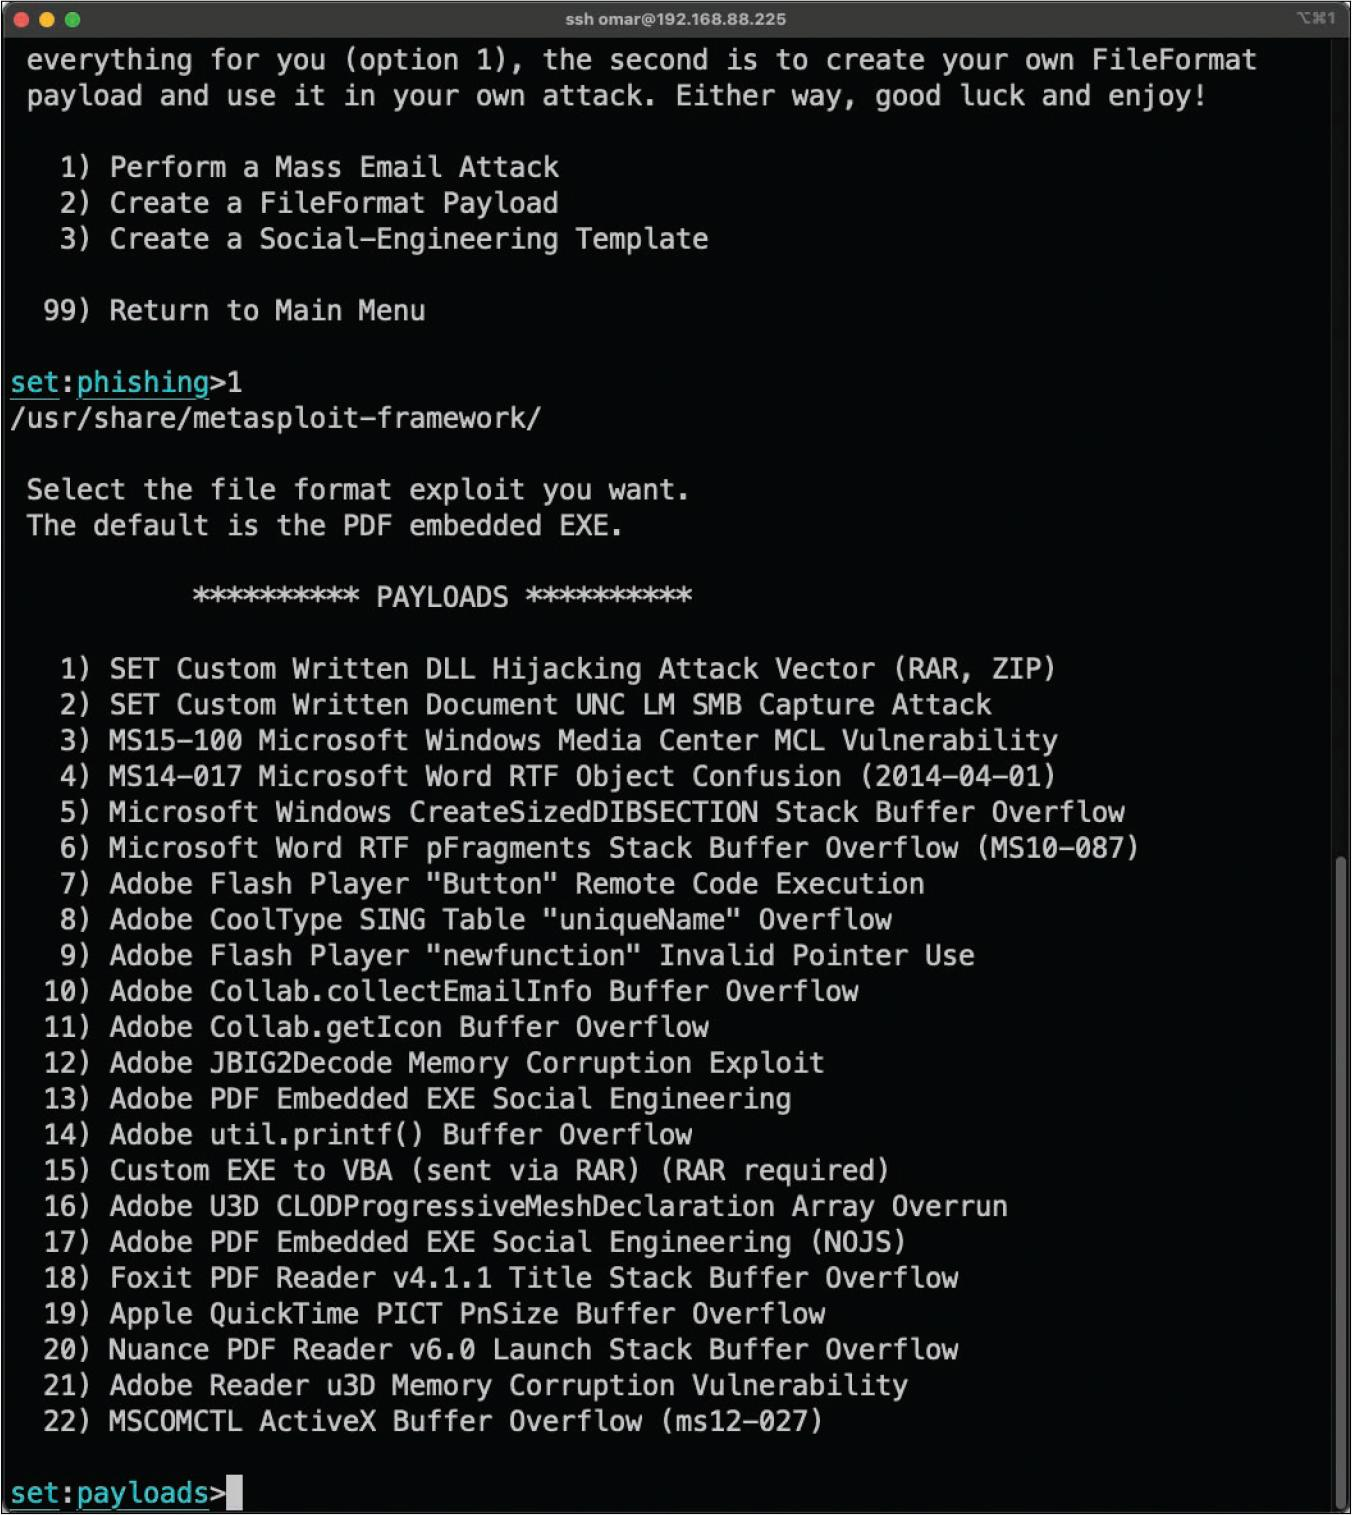 ssh omar@192.168.88.225
⌥⌘1
everything for you (option 1), the second is to create your own FileFormat
payload and use it in your own attack. Either way, good luck and enjoy!
1) Perform a Mass Email Attack
2) Create a FileFormat Payload
3) Create a Social-Engineering Template
99) Return to Main Menu
set:phishing>1
/usr/share/metasploit-framework/
Select the file format exploit you want.
The default is the PDF embedded EXE.
********** PAYLOADS **********
1) SET Custom Written DLL Hijacking Attack Vector (RAR, ZIP)
2) SET Custom Written Document UNC LM SMB Capture Attack
3) MS15-100 Microsoft Windows Media Center MCL Vulnerability
4) MS14-017 Microsoft Word RTF Object Confusion (2014-04-01)
5) Microsoft Windows CreateSizedDIBSECTION Stack Buffer Overflow
6) Microsoft Word RTF pFragments Stack Buffer Overflow (MS10-087)
7) Adobe Flash Player "Button" Remote Code Execution
8) Adobe CoolType SING Table "uniqueName" Overflow
9) Adobe Flash Player "newfunction" Invalid Pointer Use
10) Adobe Collab.collectEmailInfo Buffer Overflow
11) Adobe Collab.getIcon Buffer Overflow
12) Adobe JBIG2Decode Memory Corruption Exploit
13) Adobe PDF Embedded EXE Social Engineering
14) Adobe util.printf() Buffer Overflow
15) Custom EXE to VBA (sent via RAR) (RAR required)
16) Adobe U3D CLODProgressiveMeshDeclaration Array Overrun
17) Adobe PDF Embedded EXE Social Engineering (NOJS)
18) Foxit PDF Reader v4.1.1 Title Stack Buffer Overflow
19) Apple QuickTime PICT PnSize Buffer Overflow
20) Nuance PDF Reader v6.0 Launch Stack Buffer Overflow
21) Adobe Reader u3D Memory Corruption Vulnerability
22) MSCOMCTL ActiveX Buffer Overflow (ms12-027)
set:payloads>